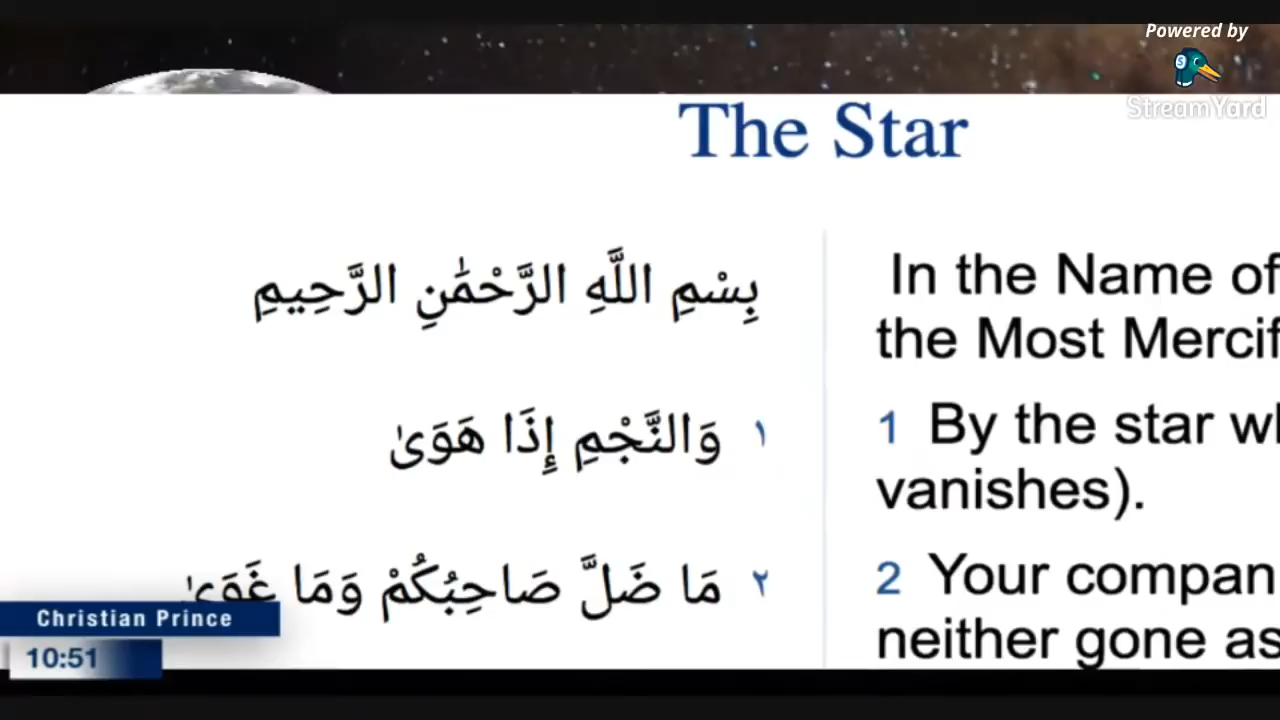 Powered by
StreamYard
The Star
بِسْمِ اللَّهِ الرَّحْمَٰنِ الرَّحِيمِ
In the Name of
the Most Mercif
١ وَالنَّجْمِ إِذَا هَوَىٰ
1 By the star wh
vanishes).
٢ مَا ضَلَّ صَاحِبُكُمْ وَمَا غَوَىٰ
2 Your compan
neither gone as
Christian Prince
10:51